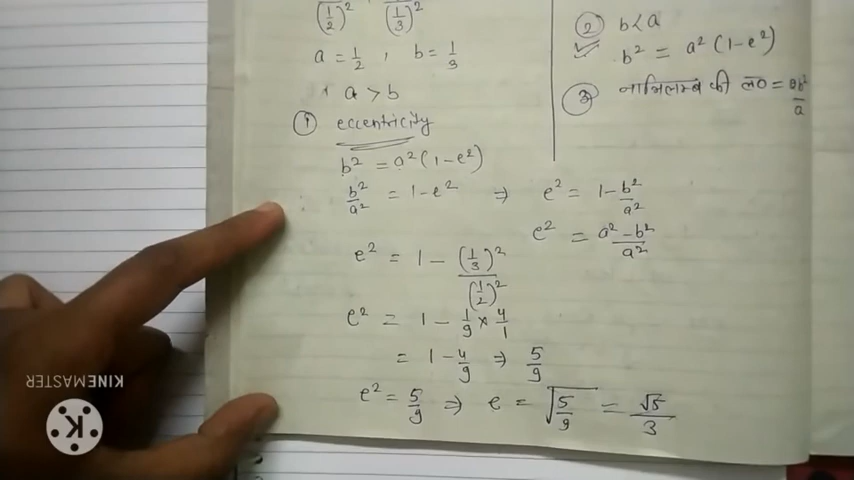 (1/2)² , (1/3)²
a = 1/2 , b = 1/3
a > b
① eccentricity
b² = a²(1-e²)
b²/a² = 1-e² ⇒ e² = 1-b²/a²
e² = a²-b²/a²
e² = 1 - (1/3)²/(1/2)²
e² = 1 - 1/9 × 4/1
= 1 - 4/9 ⇒ 5/9
e² = 5/9 ⇒ e = √5/9 = √5/3
② b<a
b² = a²(1-e²)
③ नाभिलम्ब की ल० = 2b²/a
KINEMASTER